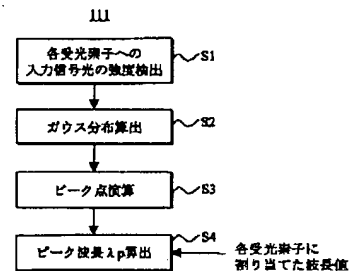 111
各受光素子への
入力信号光の強度検出
S1
ガウス分布算出
S2
ピーク点演算
S3
S4
ピーク波長λp算出
各受光素子に
割り当てた波長値